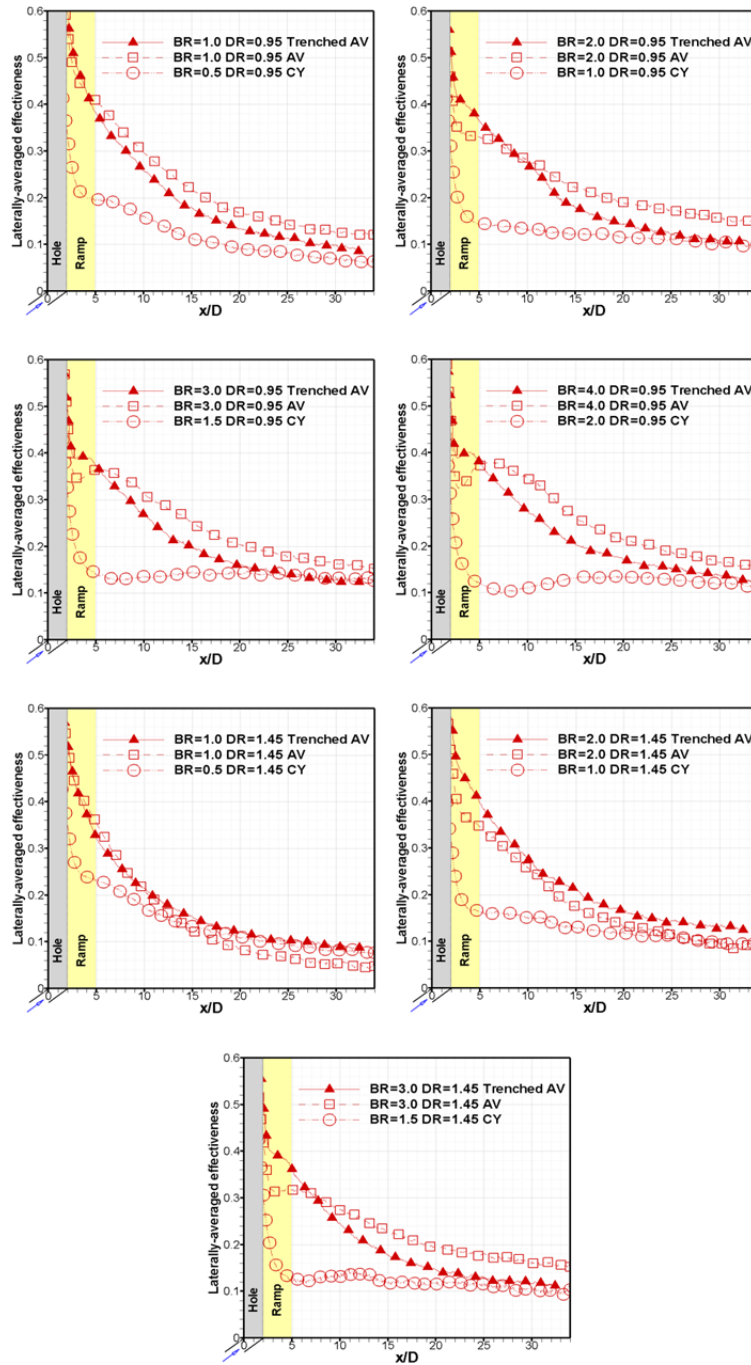 0.6
0.5
0.4
0.3
0.2
0.1
0
Laterally-averaged effectiveness
BR=1.0 DR=0.95 Trenched AV
BR=1.0 DR=0.95 AV
BR=0.5 DR=0.95 CY
Hole
Ramp
0 5 10 15 20 25 30
x/D
0.6
0.5
0.4
0.3
0.2
0.1
0
Laterally-averaged effectiveness
BR=2.0 DR=0.95 Trenched AV
BR=2.0 DR=0.95 AV
BR=1.0 DR=0.95 CY
Hole
Ramp
0 5 10 15 20 25 30
x/D
0.6
0.5
0.4
0.3
0.2
0.1
0
Laterally-averaged effectiveness
BR=3.0 DR=0.95 Trenched AV
BR=3.0 DR=0.95 AV
BR=1.5 DR=0.95 CY
Hole
Ramp
0 5 10 15 20 25 30
x/D
0.6
0.5
0.4
0.3
0.2
0.1
0
Laterally-averaged effectiveness
BR=4.0 DR=0.95 Trenched AV
BR=4.0 DR=0.95 AV
BR=2.0 DR=0.95 CY
Hole
Ramp
0 5 10 15 20 25 30
x/D
0.6
0.5
0.4
0.3
0.2
0.1
0
Laterally-averaged effectiveness
BR=1.0 DR=1.45 Trenched AV
BR=1.0 DR=1.45 AV
BR=0.5 DR=1.45 CY
Hole
Ramp
0 5 10 15 20 25 30
x/D
0.6
0.5
0.4
0.3
0.2
0.1
0
Laterally-averaged effectiveness
BR=2.0 DR=1.45 Trenched AV
BR=2.0 DR=1.45 AV
BR=1.0 DR=1.45 CY
Hole
Ramp
0 5 10 15 20 25 30
x/D
0.6
0.5
0.4
0.3
0.2
0.1
0
Laterally-averaged effectiveness
BR=3.0 DR=1.45 Trenched AV
BR=3.0 DR=1.45 AV
BR=1.5 DR=1.45 CY
Hole
Ramp
0 5 10 15 20 25 30
x/D